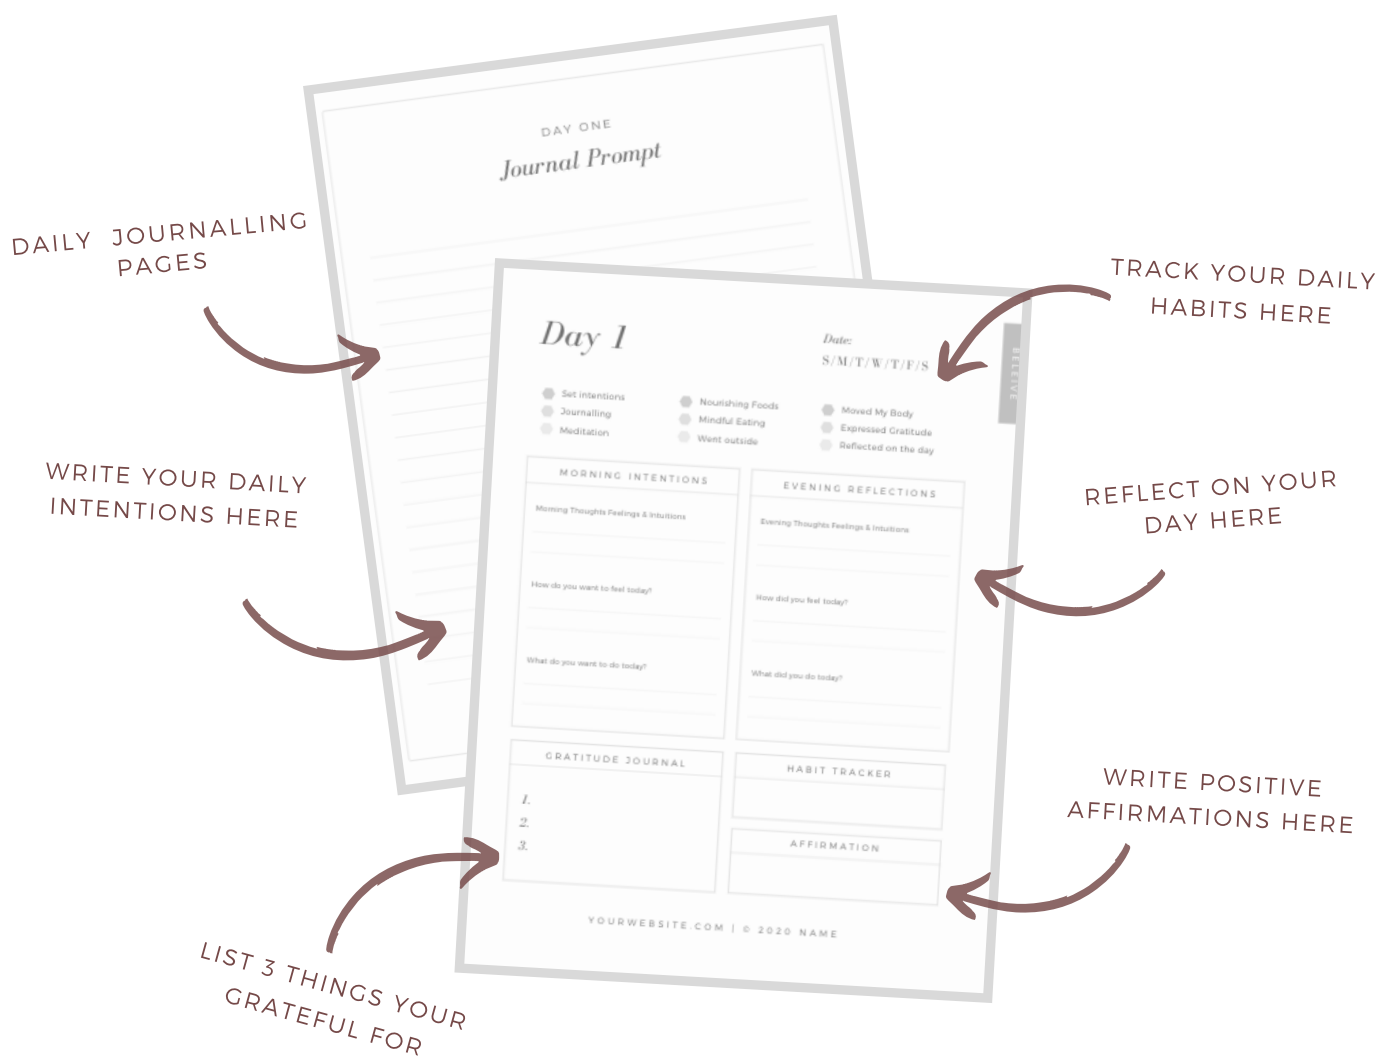 DAY ONE
Journal Prompt
DAILY JOURNALLING
PAGES
TRACK YOUR DAILY
HABITS HERE
WRITE YOUR DAILY
INTENTIONS HERE
REFLECT ON YOUR
DAY HERE
WRITE POSITIVE
AFFIRMATIONS HERE
LIST 3 THINGS YOUR
GRATEFUL FOR
Day 1
Date:
S/M/T/W/T/F/S
BELEIVE
Set intentions
Journalling
Meditation
Nourishing Foods
Mindful Eating
Went outside
Moved My Body
Expressed Gratitude
Reflected on the day
MORNING INTENTIONS
Morning Thoughts Feelings & Intuitions
How do you want to feel today?
What do you want to do today?
EVENING REFLECTIONS
Evening Thoughts Feelings & Intuitions
How did you feel today?
What did you do today?
GRATITUDE JOURNAL
1.
2.
3.
HABIT TRACKER
AFFIRMATION
YOURWEBSITE.COM | © 2020 NAME